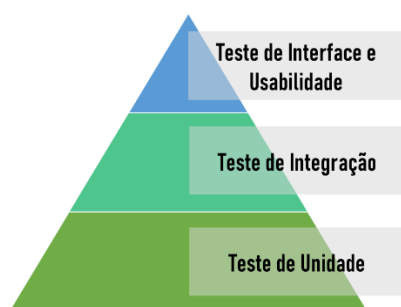 Teste de Interface e
Usabilidade
Teste de Integração
Teste de Unidade